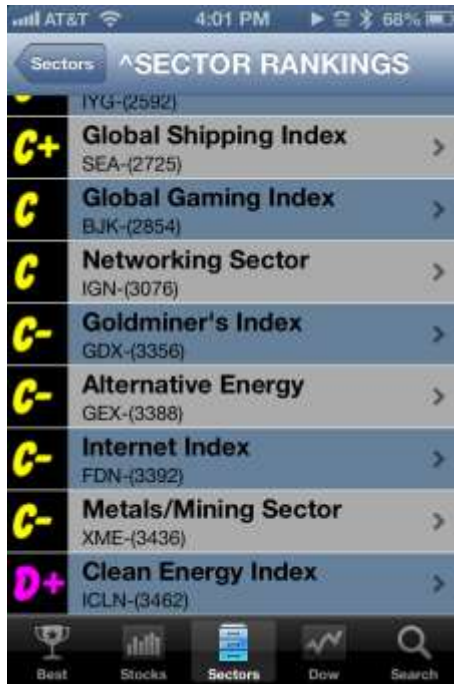 AT&T 4:01 PM 68%
Sectors ^SECTOR RANKINGS
IYG-(2592)
C+ Global Shipping Index
SEA-(2725)
C Global Gaming Index
BJK-(2854)
C Networking Sector
IGN-(3076)
C- Goldminer's Index
GDX-(3356)
C- Alternative Energy
GEX-(3388)
C- Internet Index
FDN-(3392)
C- Metals/Mining Sector
XME-(3436)
D+ Clean Energy Index
ICLN-(3462)
Best Stocks Sectors Dow Search